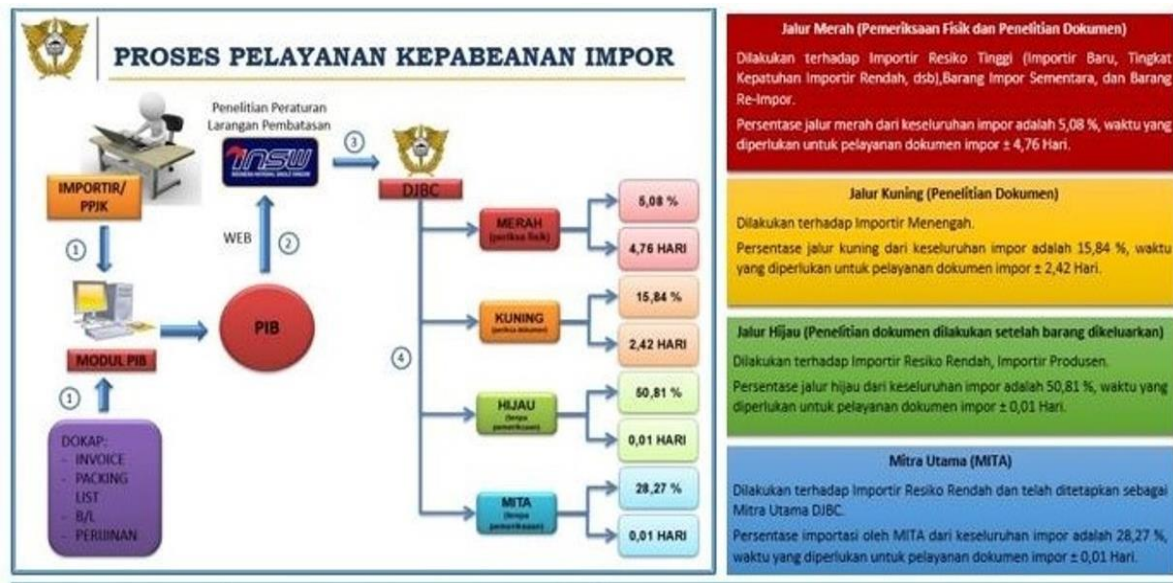 PROSES PELAYANAN KEPABEANAN IMPOR
Penelitian Peraturan
Larangan Pembatasan
INSW
INDONESIA NATIONAL SINGLE WINDOW
3
DJBC
IMPORTIR/
PPJK
1
WEB
2
MODUL PIB
PIB
1
DOKAP:
- INVOICE
- PACKING
LIST
- B/L
- PERIJINAN
4
MERAH
(periksa fisik)
5,08 %
4,76 HARI
KUNING
(periksa dokumen)
15,84 %
2,42 HARI
HIJAU
(tanpa
pemeriksaan)
50,81 %
0,01 HARI
MITA
(tanpa
pemeriksaan)
28,27 %
0,01 HARI
Jalur Merah (Pemeriksaan Fisik dan Penelitian Dokumen)
Dilakukan terhadap Importir Resiko Tinggi (Importir Baru, Tingkat
Kepatuhan Importir Rendah, dsb),Barang Impor Sementara, dan Barang
Re-Impor.
Persentase jalur merah dari keseluruhan impor adalah 5,08 %, waktu yang
diperlukan untuk pelayanan dokumen impor ± 4,76 Hari.
Jalur Kuning (Penelitian Dokumen)
Dilakukan terhadap Importir Menengah.
Persentase jalur kuning dari keseluruhan impor adalah 15,84 %, waktu
yang diperlukan untuk pelayanan dokumen impor ± 2,42 Hari.
Jalur Hijau (Penelitian dokumen dilakukan setelah barang dikeluarkan)
Dilakukan terhadap Importir Resiko Rendah, Importir Produsen.
Persentase jalur hijau dari keseluruhan impor adalah 50,81 %, waktu yang
diperlukan untuk pelayanan dokumen impor ± 0,01 Hari.
Mitra Utama (MITA)
Dilakukan terhadap Importir Resiko Rendah dan telah ditetapkan sebagai
Mitra Utama DJBC.
Persentase importasi oleh MITA dari keseluruhan impor adalah 28,27 %,
waktu yang diperlukan untuk pelayanan dokumen impor ± 0,01 Hari.